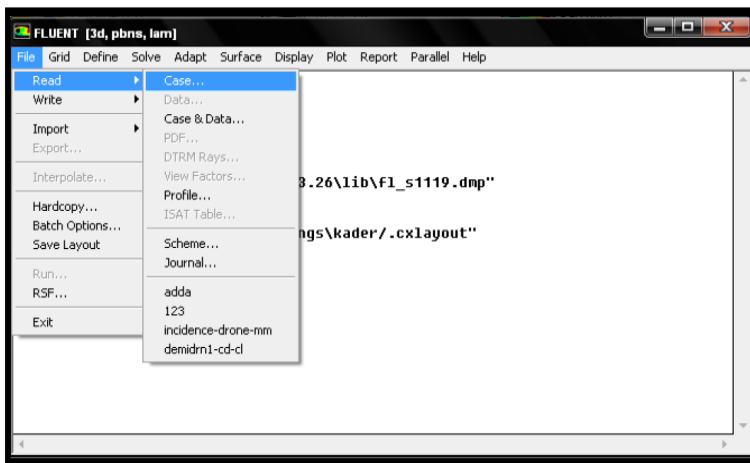 FLUENT [3d, pbns, lam]
File Grid Define Solve Adapt Surface Display Plot Report Parallel Help
Read
Write
Import
Export...
Interpolate...
Hardcopy...
Batch Options...
Save Layout
Run...
RSF...
Exit
Case...
Data...
Case & Data...
PDF...
DTRM Rays...
View Factors...
Profile...
ISAT Table...
Scheme...
Journal...
adda
123
incidence-drone-mm
demidrn1-cd-cl
3.26\lib\fl_s1119.dmp"
ngs\kader/.cxlayout"